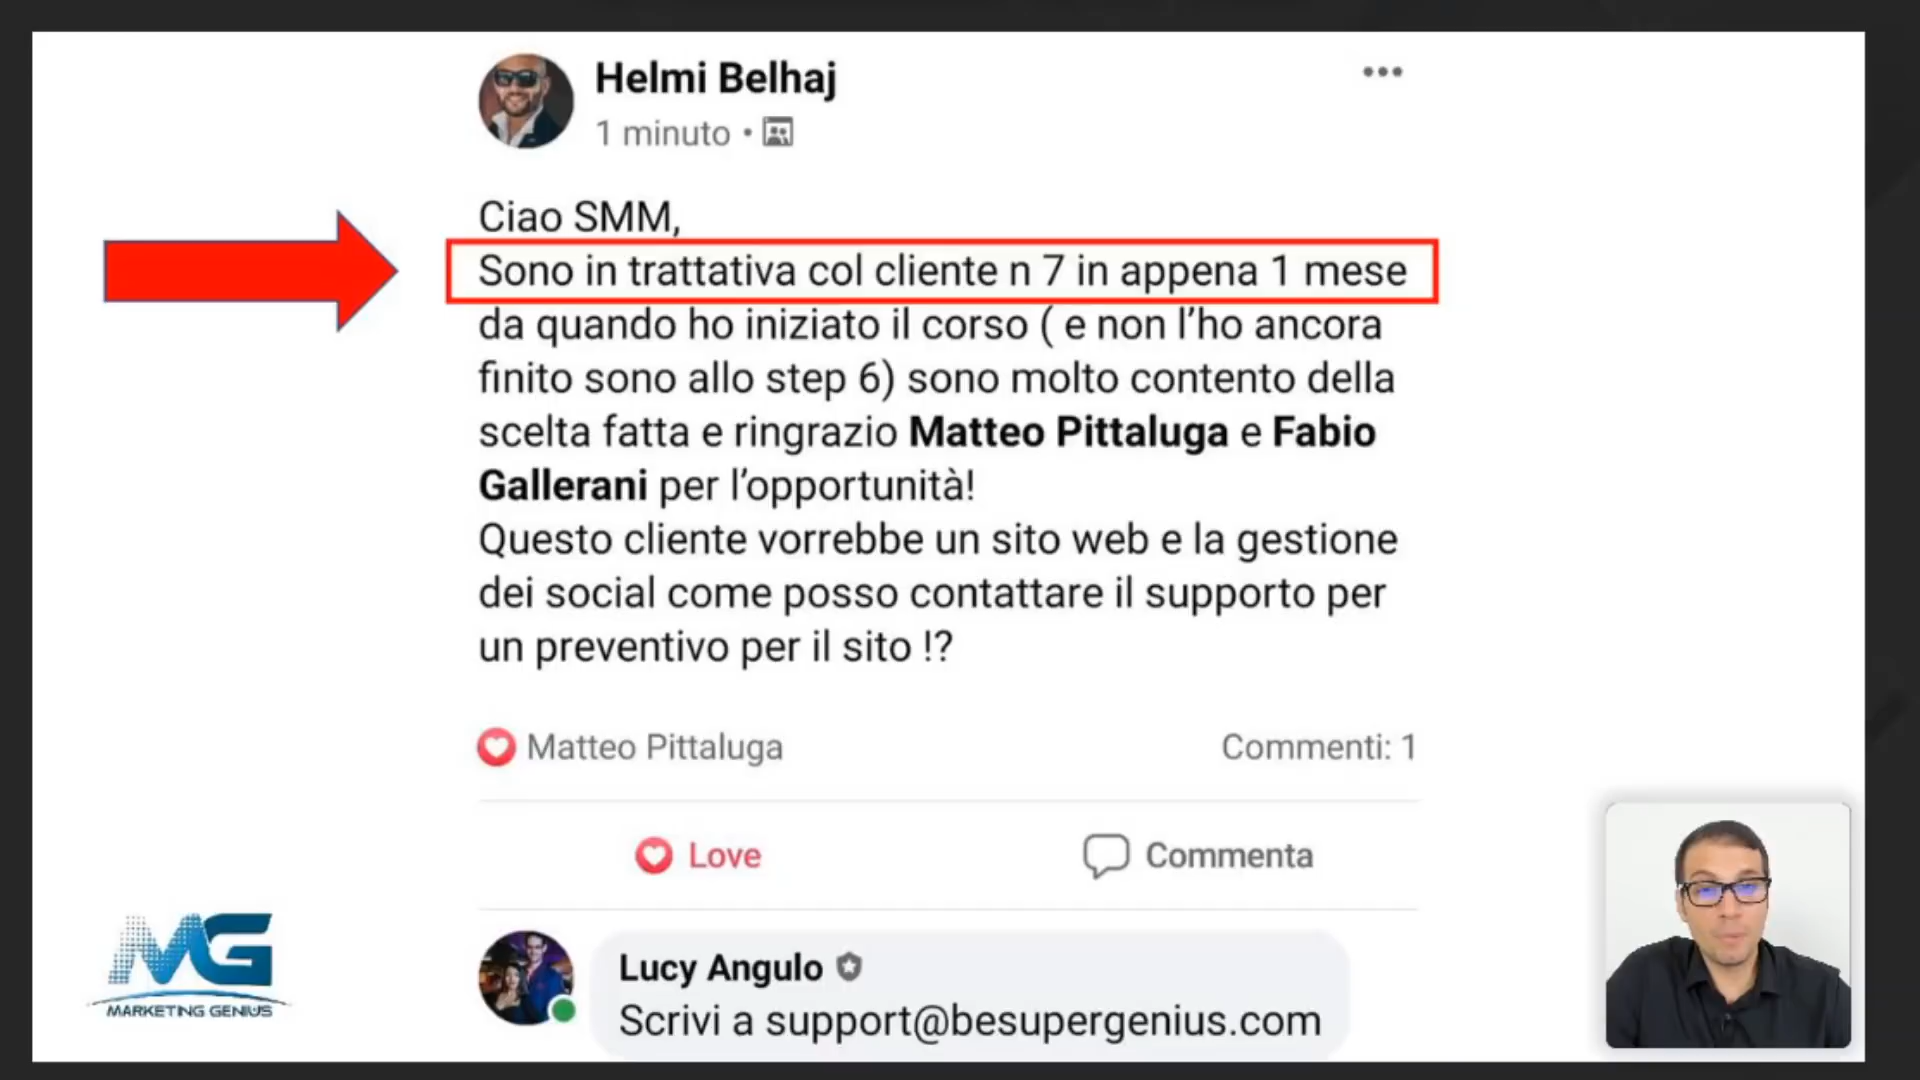 Helmi Belhaj
1 minuto •
Ciao SMM,
Sono in trattativa col cliente n 7 in appena 1 mese
da quando ho iniziato il corso ( e non l'ho ancora
finito sono allo step 6) sono molto contento della
scelta fatta e ringrazio Matteo Pittaluga e Fabio
Gallerani per l'opportunità!
Questo cliente vorrebbe un sito web e la gestione
dei social come posso contattare il supporto per
un preventivo per il sito !?
Matteo Pittaluga
Commenti: 1
Love
Commenta
Lucy Angulo
Scrivi a support@besupergenius.com
MG
MARKETING GENIUS